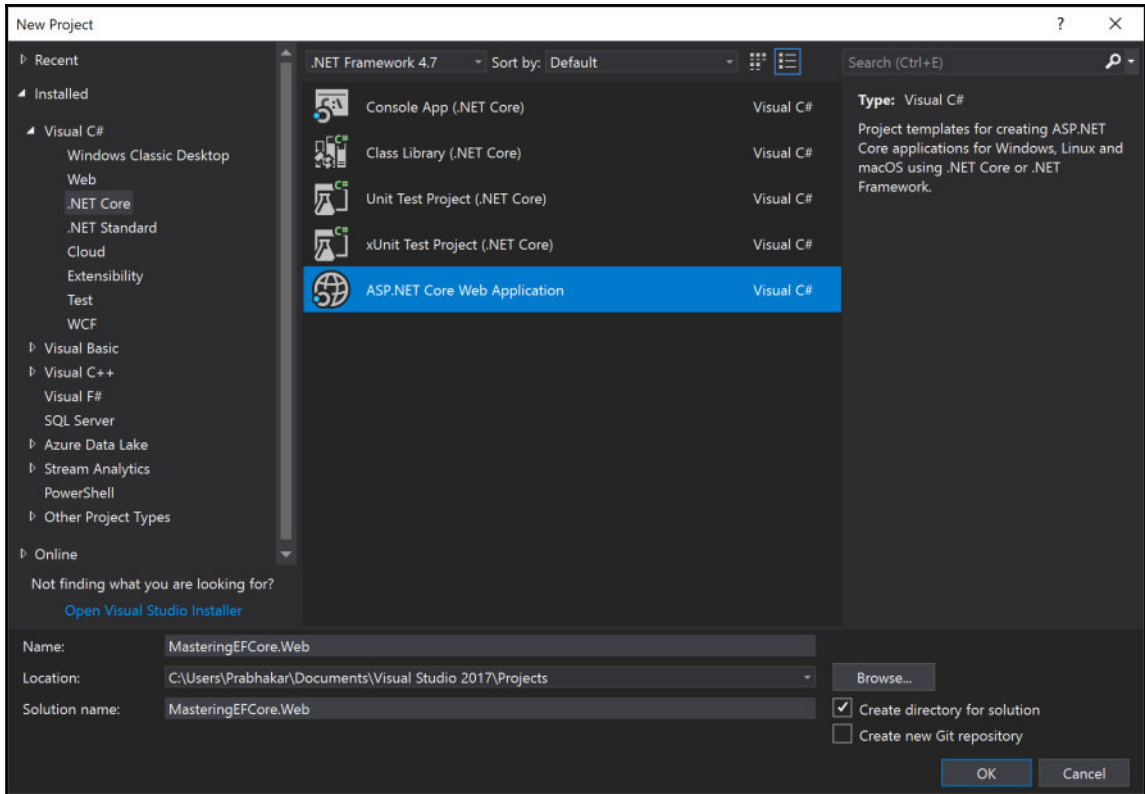 New Project
?
Recent
Installed
Visual C#
Windows Classic Desktop
Web
.NET Core
.NET Standard
Cloud
Extensibility
Test
WCF
Visual Basic
Visual C++
Visual F#
SQL Server
Azure Data Lake
Stream Analytics
PowerShell
Other Project Types
Online
Not finding what you are looking for?
Open Visual Studio Installer
.NET Framework 4.7
Sort by: Default
Console App (.NET Core) Visual C#
Class Library (.NET Core) Visual C#
Unit Test Project (.NET Core) Visual C#
xUnit Test Project (.NET Core) Visual C#
ASP.NET Core Web Application Visual C#
Search (Ctrl+E)
Type: Visual C#
Project templates for creating ASP.NET
Core applications for Windows, Linux and
macOS using .NET Core or .NET
Framework.
Name: MasteringEFCore.Web
Location: C:\Users\Prabhakar\Documents\Visual Studio 2017\Projects
Browse...
Solution name: MasteringEFCore.Web
Create directory for solution
Create new Git repository
OK Cancel